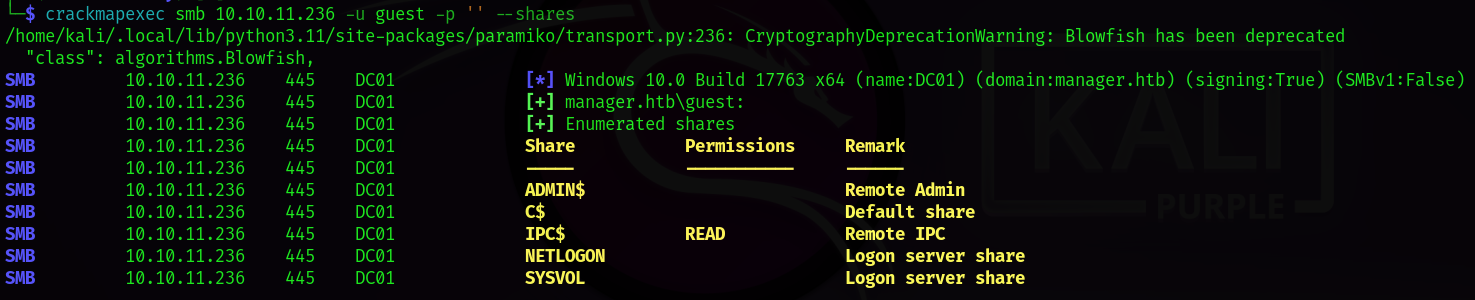 └─$ crackmapexec smb 10.10.11.236 -u guest -p '' --shares
/home/kali/.local/lib/python3.11/site-packages/paramiko/transport.py:236: CryptographyDeprecationWarning: Blowfish has been deprecated
  "class": algorithms.Blowfish,
SMB         10.10.11.236    445    DC01             [*] Windows 10.0 Build 17763 x64 (name:DC01) (domain:manager.htb) (signing:True) (SMBv1:False)
SMB         10.10.11.236    445    DC01             [+] manager.htb\guest:
SMB         10.10.11.236    445    DC01             [+] Enumerated shares
SMB         10.10.11.236    445    DC01             Share           Permissions     Remark
SMB         10.10.11.236    445    DC01             -----           -----------     ------
SMB         10.10.11.236    445    DC01             ADMIN$                          Remote Admin
SMB         10.10.11.236    445    DC01             C$                              Default share
SMB         10.10.11.236    445    DC01             IPC$            READ            Remote IPC
SMB         10.10.11.236    445    DC01             NETLOGON                        Logon server share
SMB         10.10.11.236    445    DC01             SYSVOL                          Logon server share
KALI
PURPLE